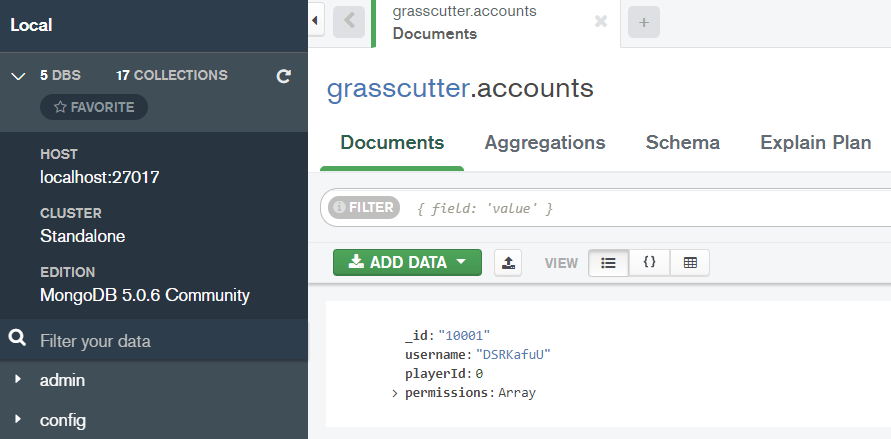 Local
5 DBS 17 COLLECTIONS
FAVORITE
HOST
localhost:27017
CLUSTER
Standalone
EDITION
MongoDB 5.0.6 Community
Filter your data
admin
config
grasscutter.accounts
Documents
grasscutter.accounts
Documents Aggregations Schema Explain Plan
FILTER { field: 'value' }
ADD DATA VIEW {}
_id: "10001"
username: "DSRKafuU"
playerId: 0
permissions: Array